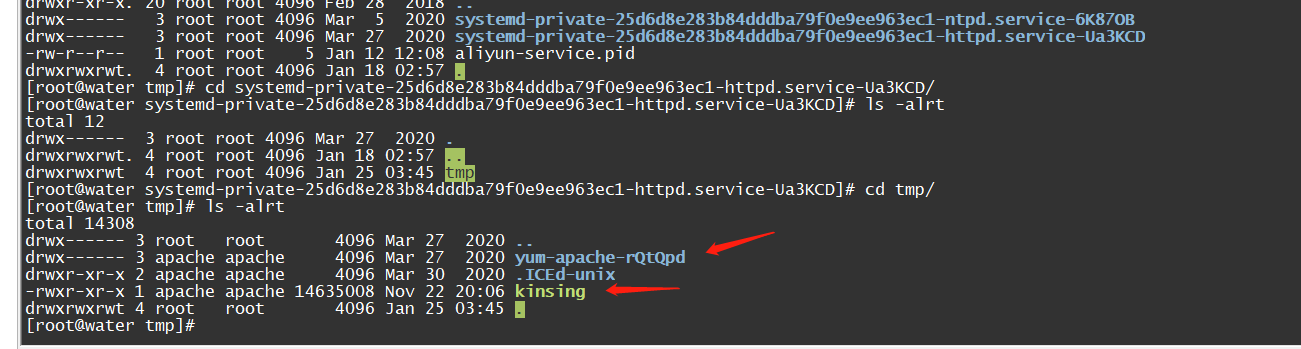 drwxr-xr-x. 20 root root 4096 Feb 28 2018 ..
drwx------ 3 root root 4096 Mar 5 2020 systemd-private-25d6d8e283b84dddba79f0e9ee963ec1-ntpd.service-6K87OB
drwx------ 3 root root 4096 Mar 27 2020 systemd-private-25d6d8e283b84dddba79f0e9ee963ec1-httpd.service-Ua3KCD
-rw-r--r-- 1 root root 5 Jan 12 12:08 aliyun-service.pid
drwxrwxrwt. 4 root root 4096 Jan 18 02:57 .
[root@water tmp]# cd systemd-private-25d6d8e283b84dddba79f0e9ee963ec1-httpd.service-Ua3KCD/
[root@water systemd-private-25d6d8e283b84dddba79f0e9ee963ec1-httpd.service-Ua3KCD]# ls -alrt
total 12
drwx------ 3 root root 4096 Mar 27 2020 .
drwxrwxrwt. 4 root root 4096 Jan 18 02:57 ..
drwxrwxrwt 4 root root 4096 Jan 25 03:45 tmp
[root@water systemd-private-25d6d8e283b84dddba79f0e9ee963ec1-httpd.service-Ua3KCD]# cd tmp/
[root@water tmp]# ls -alrt
total 14308
drwx------ 3 root root 4096 Mar 27 2020 ..
drwx------ 3 apache apache 4096 Mar 27 2020 yum-apache-rQtQpd
drwxr-xr-x 2 apache apache 4096 Mar 30 2020 .ICEd-unix
-rwxr-xr-x 1 apache apache 14635008 Nov 22 20:06 kinsing
drwxrwxrwt 4 root root 4096 Jan 25 03:45 .
[root@water tmp]#